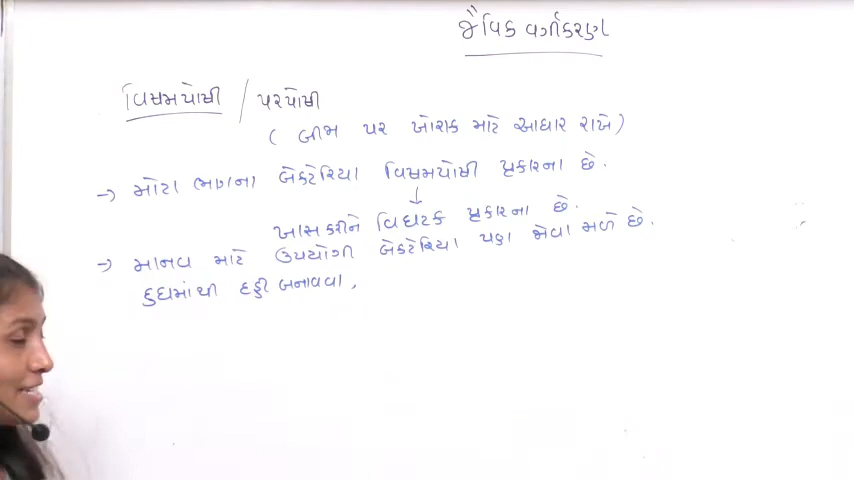 જૈવિક વર્ગીકરણ
વિષમપોષી / પરપોષી
( બીજા પર ખોરાક માટે આધાર રાખે )
→ મોટા ભાગના બેક્ટેરિયા વિષમપોષી પ્રકારના છે.
↓
ખાસ કરીને વિઘટક પ્રકારના છે.
→ માનવ માટે ઉપયોગી બેક્ટેરિયા પણ જોવા મળે છે.
દુધમાંથી દહીં બનાવવા,